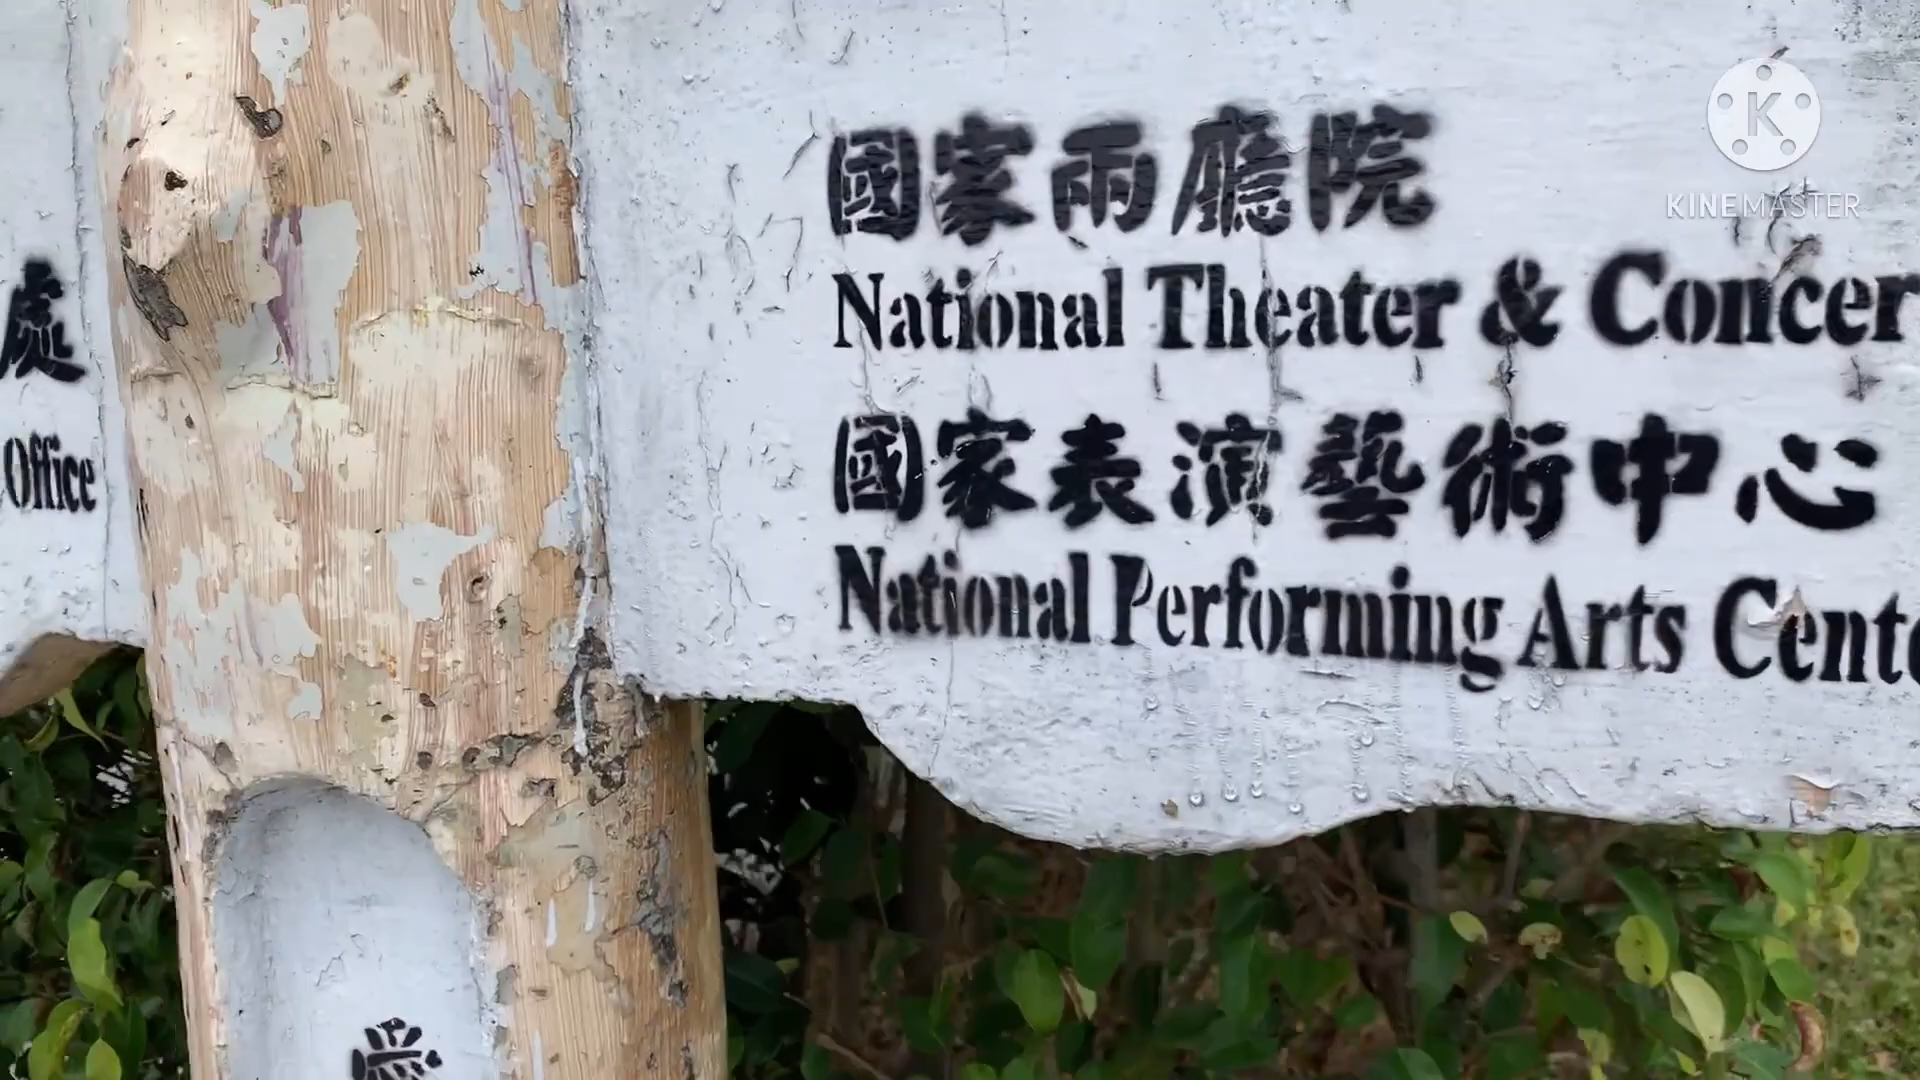 處
Office
國家兩廳院
National Theater & Concer
國家表演藝術中心
National Performing Arts Cente
KINEMASTER